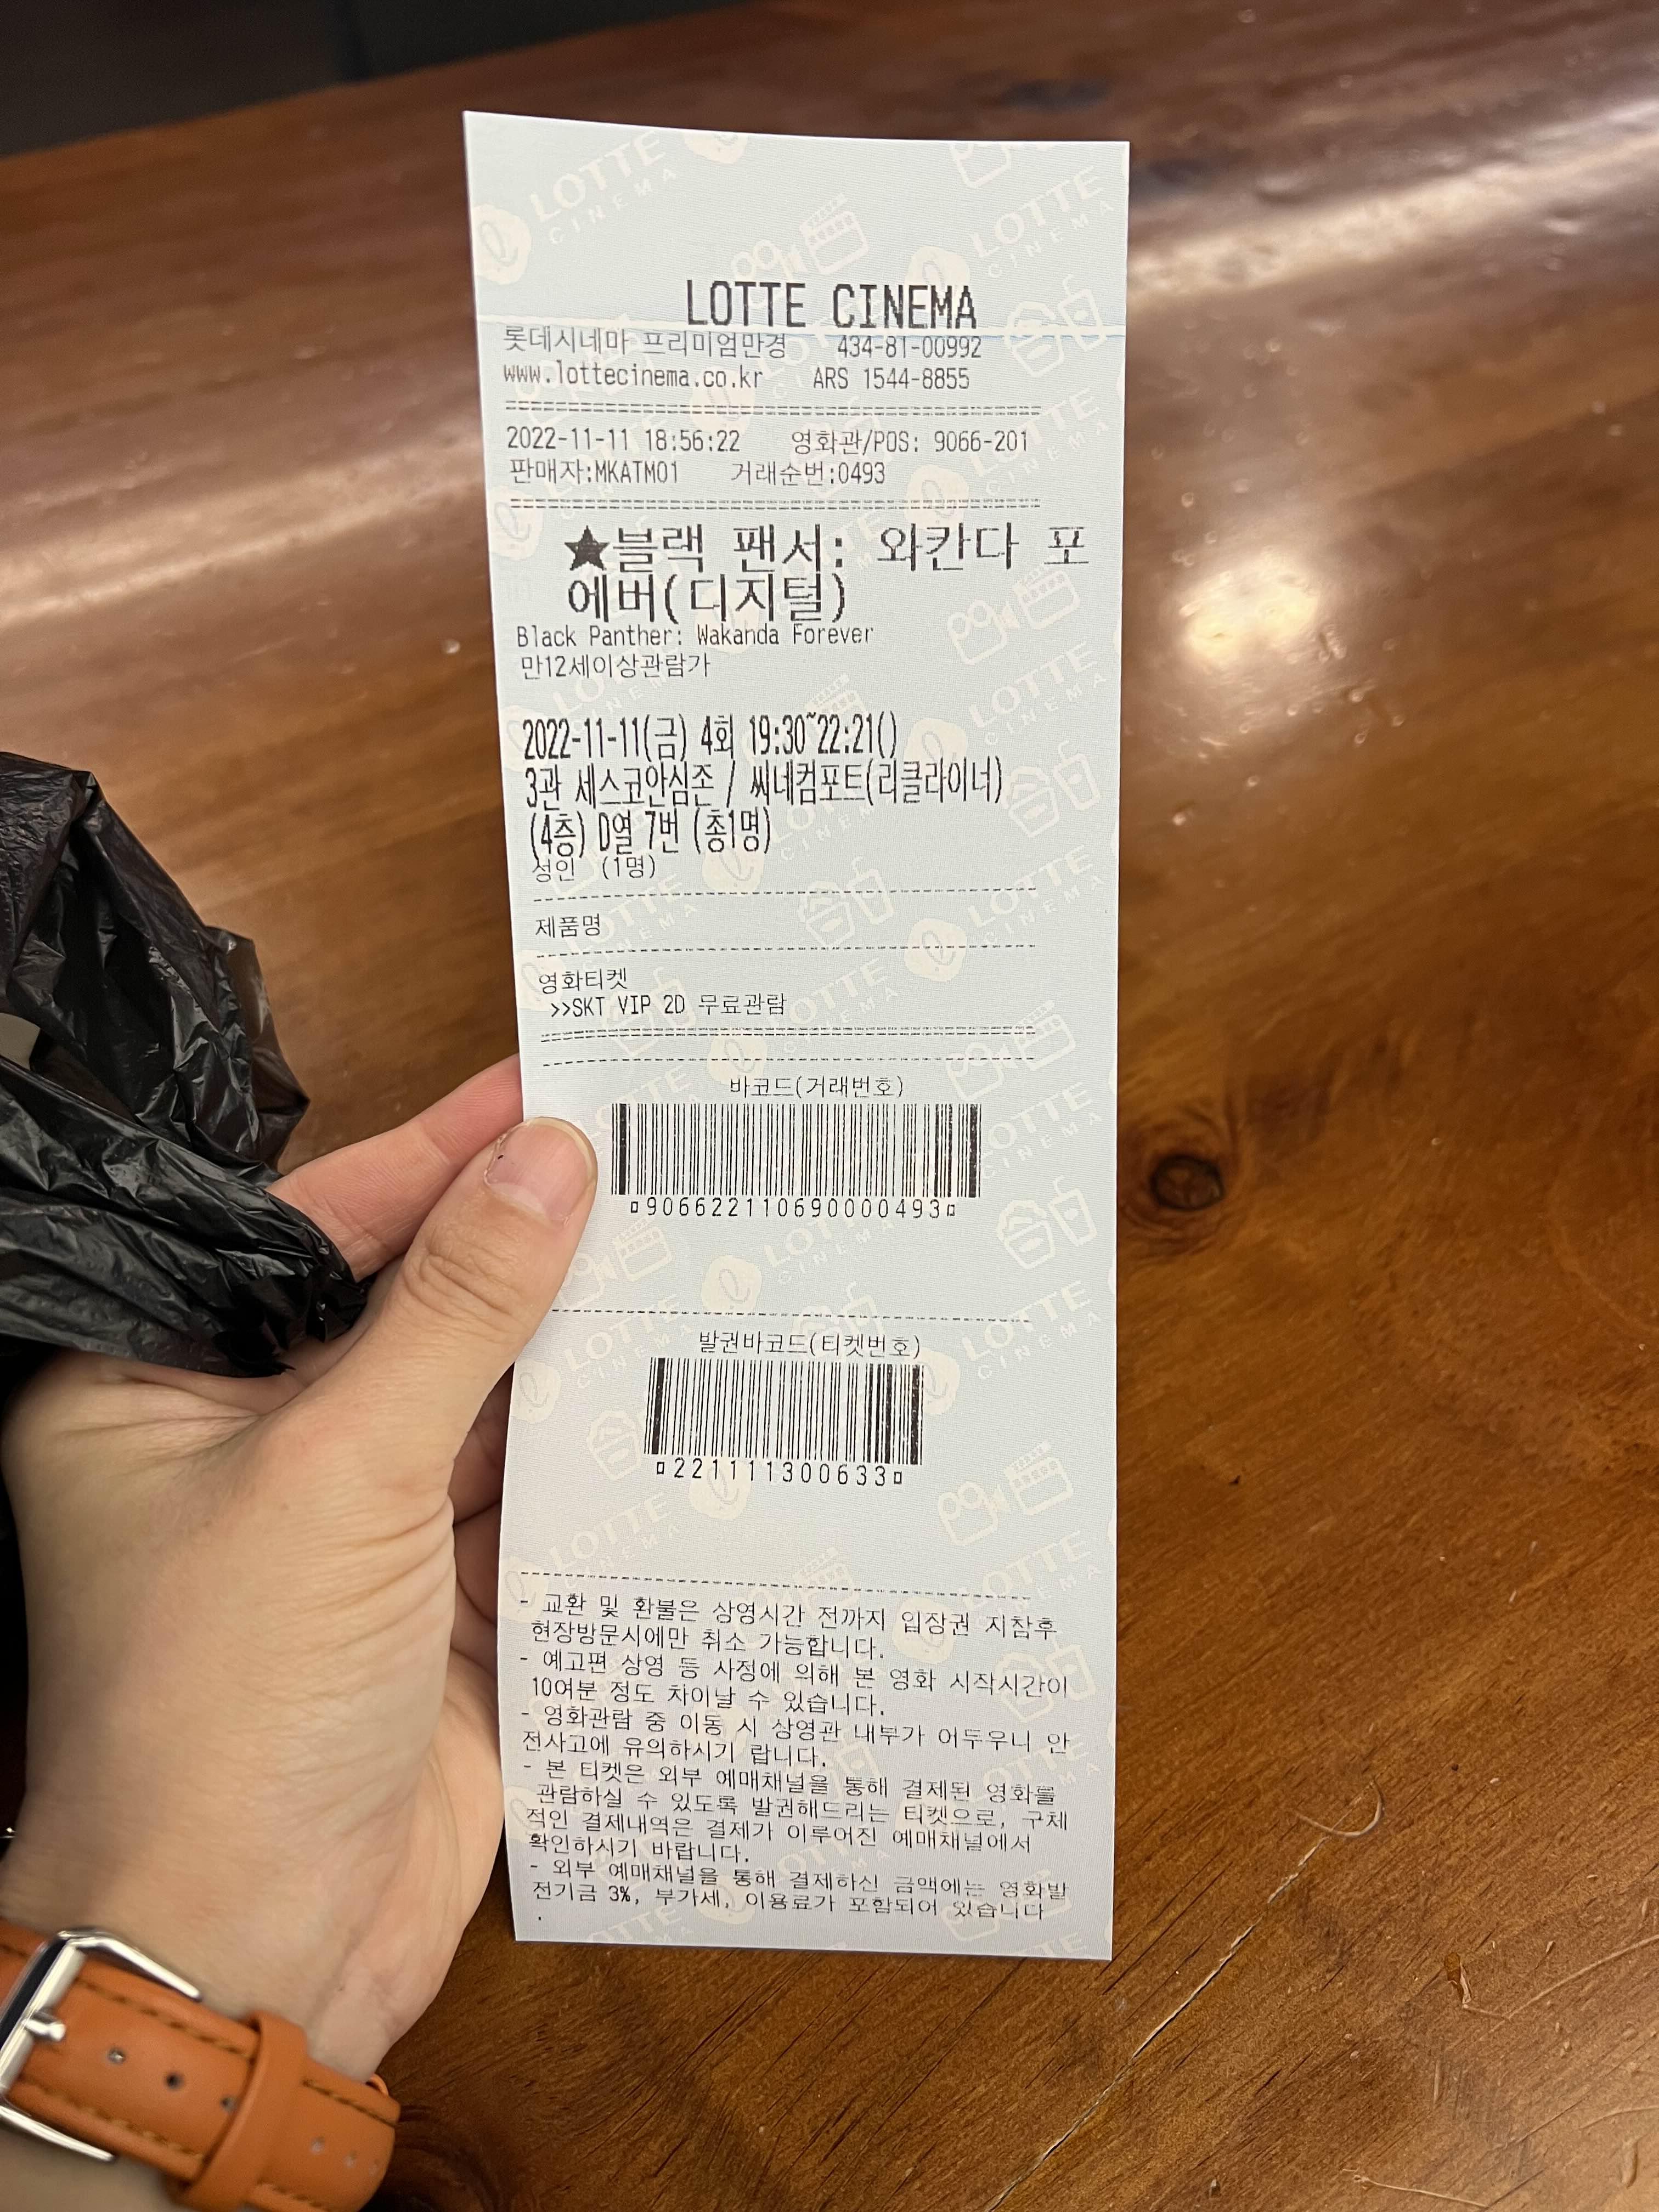 LOTTE CINEMA
롯데시네마 프리미엄만경 434-81-00992
www.lottecinema.co.kr ARS 1544-8855
2022-11-11 18:56:22 영화관/POS: 9066-201
판매자:MKATM01 거래순번:0493
★블랙 팬서: 와칸다 포
에버(디지털)
Black Panther: Wakanda Forever
만12세이상관람가
2022-11-11(금) 4회 19:30~22:21()
3관 세스코안심존 / 씨네컴포트(리클라이너)
(4층) D열 7번 (총1명)
성인 (1명)
제품명
영화티켓
>>SKT VIP 2D 무료관람
바코드(거래번호)
9066221110690000493
발권바코드(티켓번호)
221111300633
- 교환 및 환불은 상영시간 전까지 입장권 지참후
현장방문시에만 취소 가능합니다.
- 예고편 상영 등 사정에 의해 본 영화 시작시간이
10여분 정도 차이날 수 있습니다.
- 영화관람 중 이동 시 상영관 내부가 어두우니 안
전사고에 유의하시기 랍니다.
- 본 티켓은 외부 예매채널을 통해 결제된 영화를
관람하실 수 있도록 발권해드리는 티켓으로, 구체
적인 결제내역은 결제가 이루어진 예매채널에서
확인하시기 바랍니다.
- 외부 예매채널을 통해 결제하신 금액에는 영화발
전기금 3%, 부가세, 이용료가 포함되어 있습니다
.